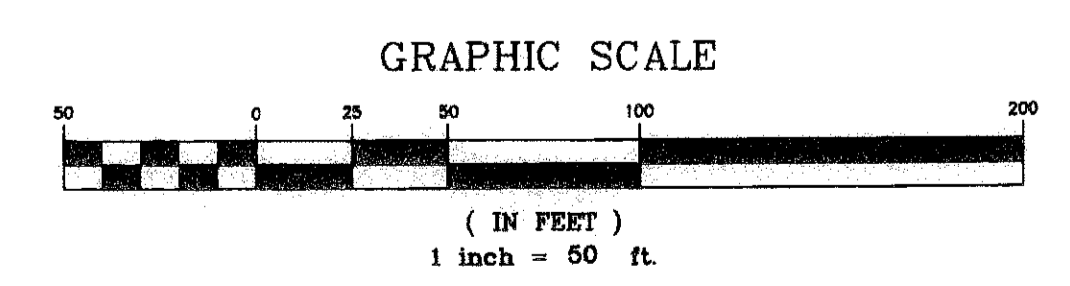 GRAPHIC SCALE
50 0 25 50 100 200
( IN FEET )
1 inch = 50 ft.